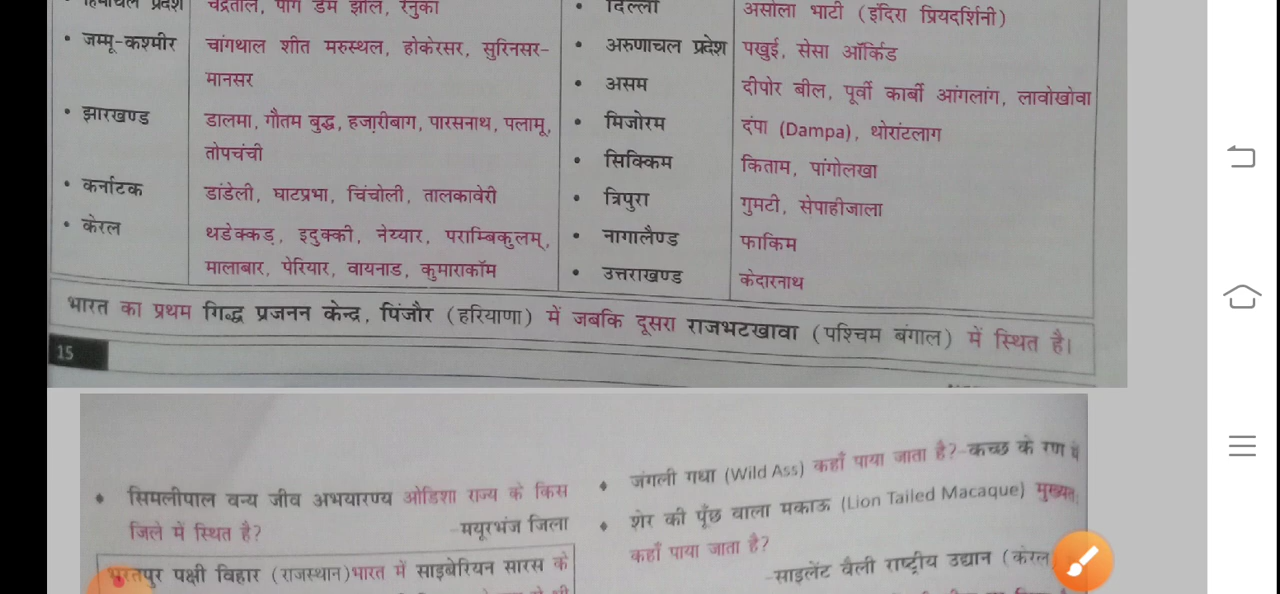 प्रदेश चंद्रताल, पोंग डैम झील, रेनुका
• जम्मू-कश्मीर चांगथाल शीत मरुस्थल, होकेरसर, सुरिनसर-
मानसर
• झारखण्ड डालमा, गौतम बुद्ध, हज़ारीबाग, पारसनाथ, पलामू,
तोपचंची
• कर्नाटक डांडेली, घाटप्रभा, चिंचोली, तालकावेरी
• केरल थडेक्कड़, इदुक्की, नेय्यार, पराम्बिकुलम्,
मालाबार, पेरियार, वायनाड, कुमाराकॉम
• दिल्ली असोला भाटी (इंदिरा प्रियदर्शिनी)
• अरुणाचल प्रदेश पखुई, सेसा ऑर्किड
• असम दीपोर बील, पूर्वी कार्बी आंगलांग, लावोखोवा
• मिजोरम दंपा (Dampa), थोरांटलाग
• सिक्किम किताम, पांगोलखा
• त्रिपुरा गुमटी, सेपाहीजाला
• नागालैण्ड फाकिम
• उत्तराखण्ड केदारनाथ
भारत का प्रथम गिद्ध प्रजनन केन्द्र, पिंजौर (हरियाणा) में जबकि दूसरा राजभटखावा (पश्चिम बंगाल) में स्थित है।
15
♦ सिमलीपाल वन्य जीव अभयारण्य ओडिशा राज्य के किस
जिले में स्थित है? -मयूरभंज जिला
भरतपुर पक्षी विहार (राजस्थान)भारत में साइबेरियन सारस के
♦ जंगली गधा (Wild Ass) कहाँ पाया जाता है?-कच्छ के रण में
♦ शेर की पूँछ वाला मकाऊ (Lion Tailed Macaque) मुख्यतः
कहाँ पाया जाता है?
-साइलेंट वैली राष्ट्रीय उद्यान (केरल